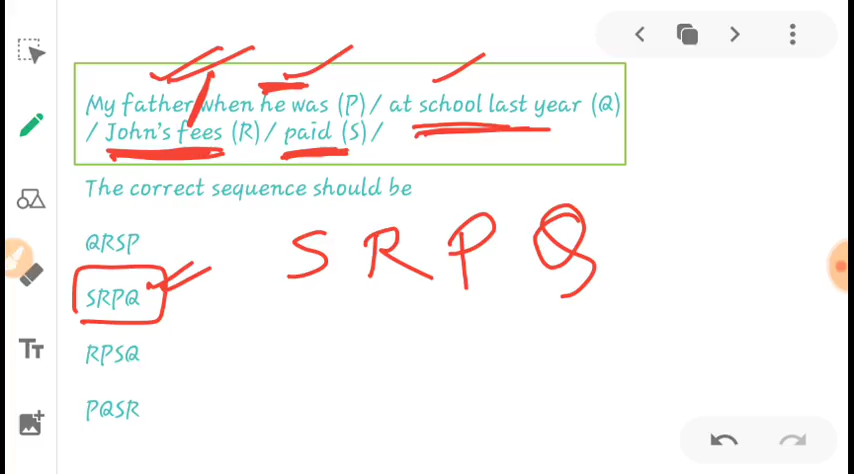 My father when he was (P) / at school last year (Q)
/ John's fees (R) / paid (S) /
The correct sequence should be
QRSP
S R P Q
SRPQ
RPSQ
PQSR
TT